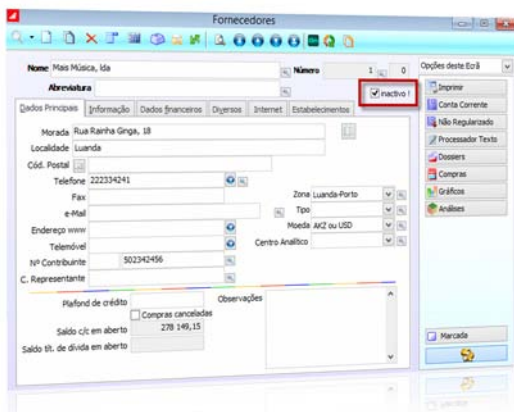 Fornecedores
Opções deste Ecrã
Nome Mais Música, lda Número 1 0
Abreviatura inactivo !
Dados Principais Informação Dados financeiros Diversos Internet Estabelecimentos
Morada Rua Rainha Ginga, 18
Localidade Luanda
Cód. Postal
Telefone 222334241
Fax Zona Luanda-Porto
e-Mail Tipo
Endereço www Moeda AKZ ou USD
Telemóvel Centro Analítico
Nº Contribuinte 502342456
C. Representante
Plafond de crédito Observações
Compras canceladas
Saldo c/c em aberto 278 149,15
Saldo tít. de dívida em aberto
Imprimir
Conta Corrente
Não Regularizado
Processador Texto
Dossiers
Compras
Gráficos
Análises
Marcada